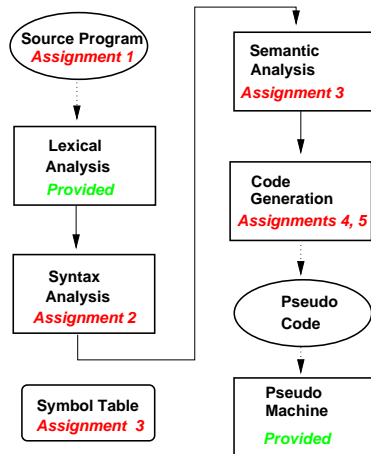 Source Program
Assignment 1
Lexical
Analysis
Provided
Syntax
Analysis
Assignment 2
Symbol Table
Assignment 3
Semantic
Analysis
Assignment 3
Code
Generation
Assignments 4, 5
Pseudo
Code
Pseudo
Machine
Provided